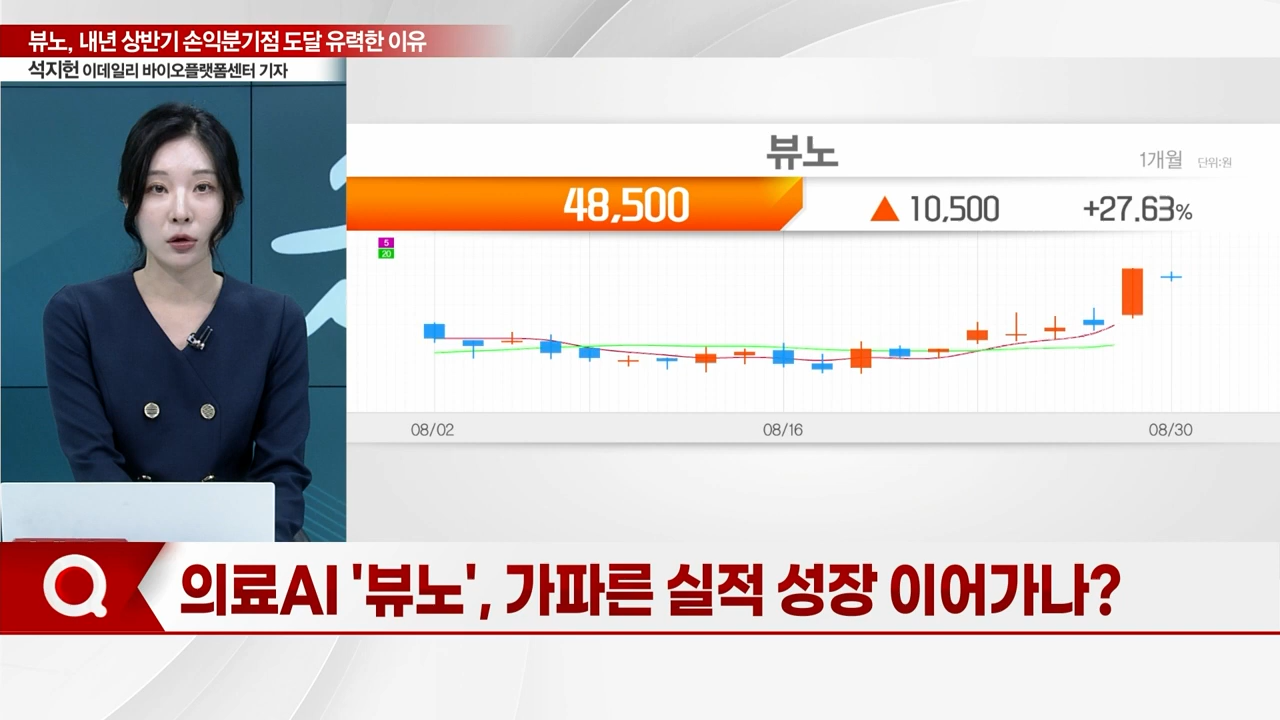 뷰노, 내년 상반기 손익분기점 도달 유력한 이유
석지헌 이데일리 바이오플랫폼센터 기자
뷰노
1개월 단위:원
48,500 ▲ 10,500 +27.63%
5
20
08/02 08/16 08/30
Q 의료AI '뷰노', 가파른 실적 성장 이어가나?